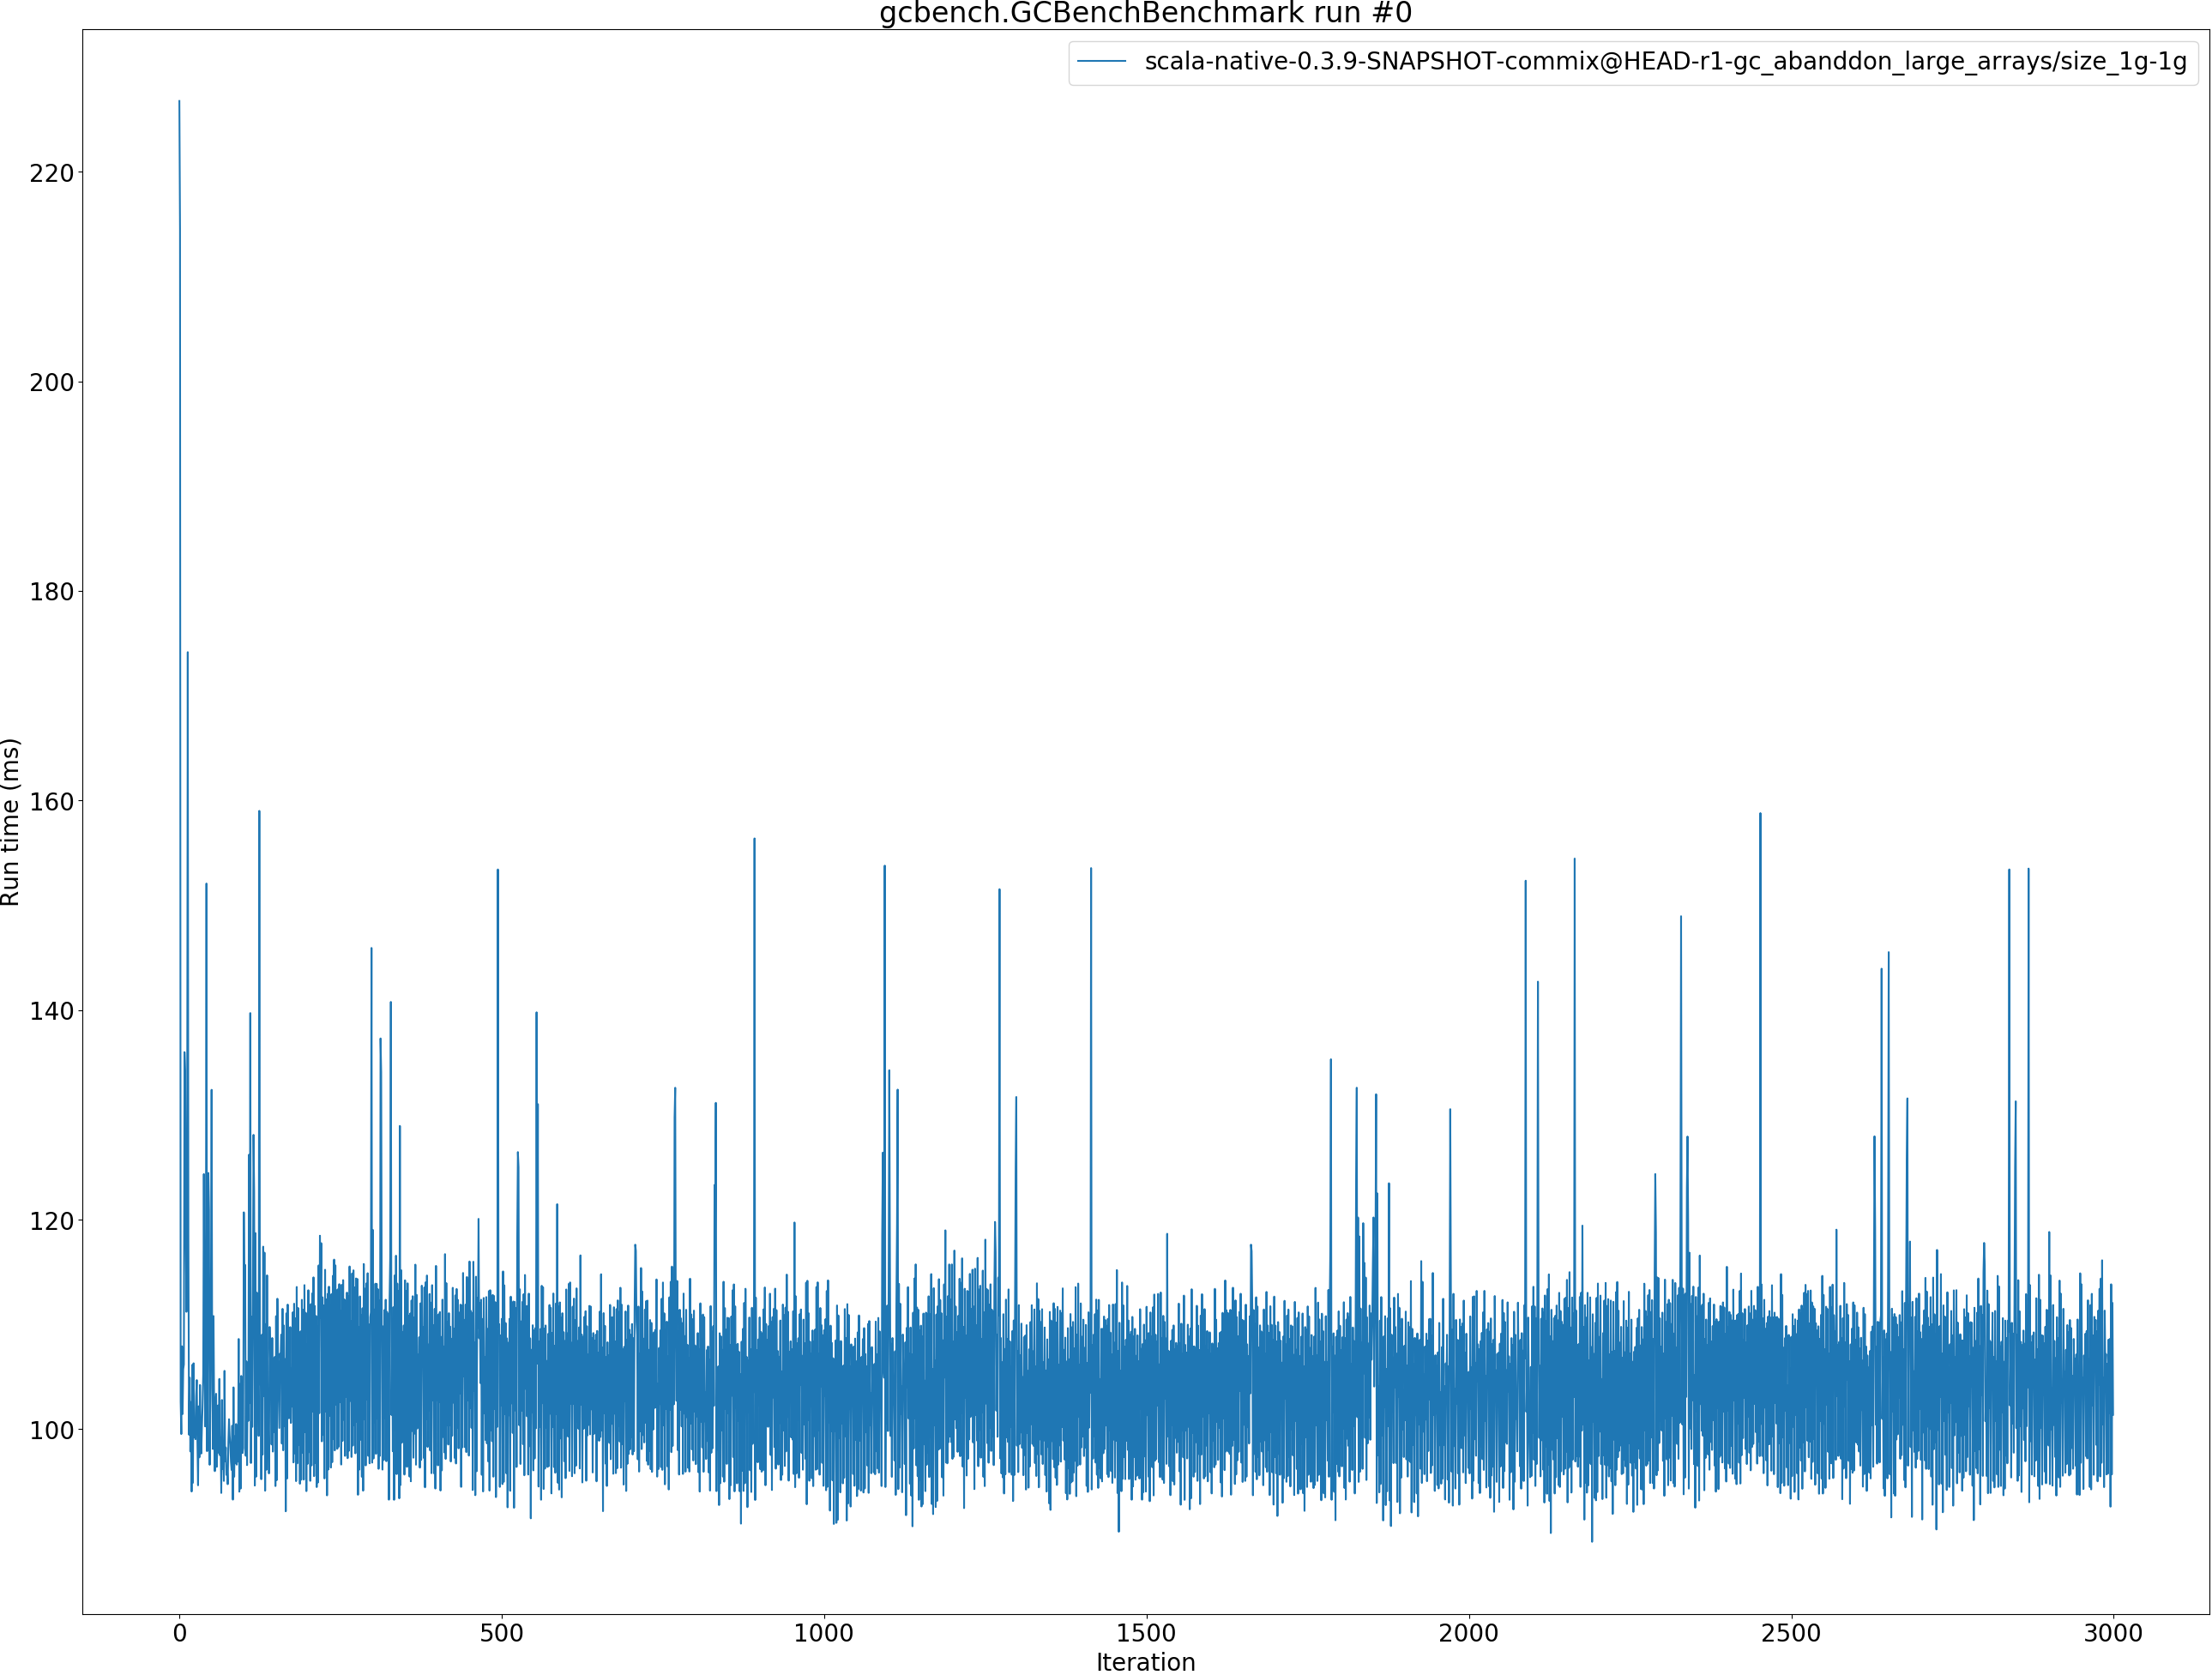 gcbench.GCBenchBenchmark run #0
scala-native-0.3.9-SNAPSHOT-commix@HEAD-r1-gc_abanddon_large_arrays/size_1g-1g
Run time (ms)
220
200
180
160
140
120
100
0 500 1000 1500 2000 2500 3000
Iteration